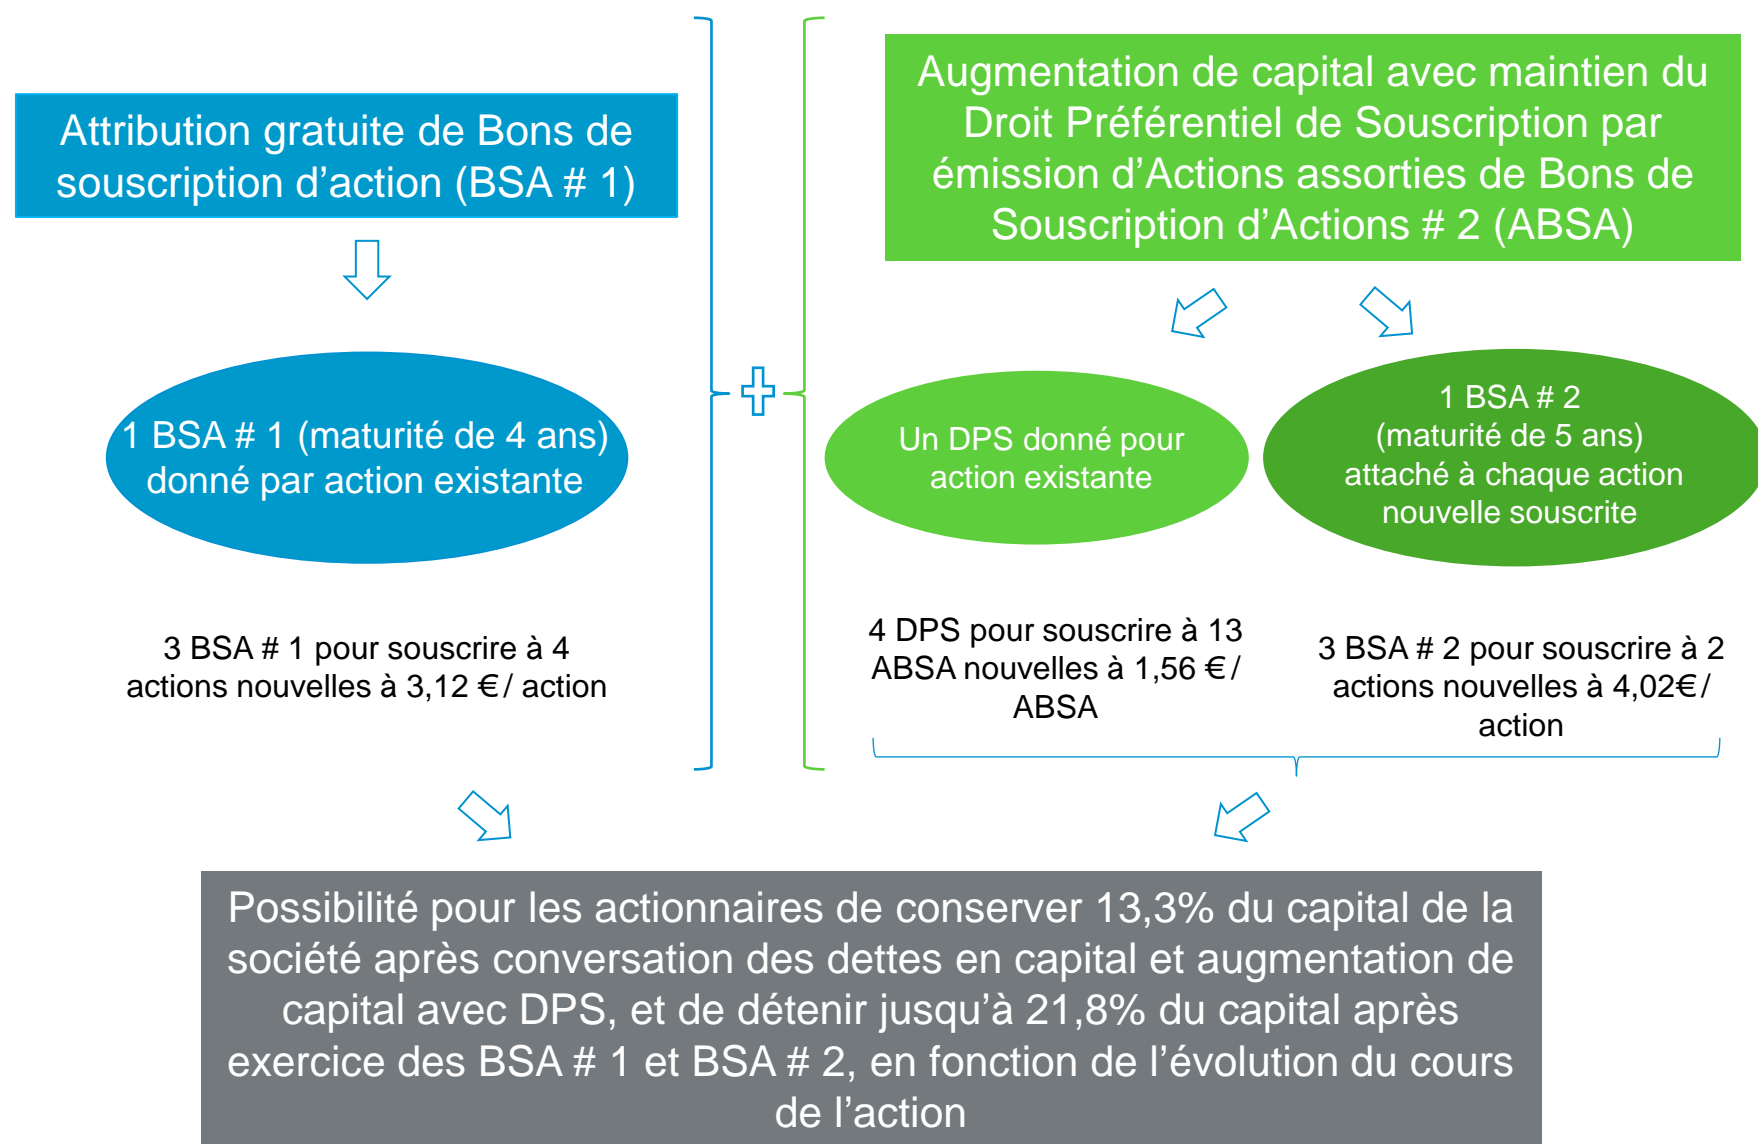 Attribution gratuite de Bons de
souscription d’action (BSA # 1)
1 BSA # 1 (maturité de 4 ans)
donné par action existante
3 BSA # 1 pour souscrire à 4
actions nouvelles à 3,12 € / action
Augmentation de capital avec maintien du
Droit Préférentiel de Souscription par
émission d’Actions assorties de Bons de
Souscription d’Actions # 2 (ABSA)
Un DPS donné pour
action existante
4 DPS pour souscrire à 13
ABSA nouvelles à 1,56 € /
ABSA
1 BSA # 2
(maturité de 5 ans)
attaché à chaque action
nouvelle souscrite
3 BSA # 2 pour souscrire à 2
actions nouvelles à 4,02€ /
action
Possibilité pour les actionnaires de conserver 13,3% du capital de la
société après conversation des dettes en capital et augmentation de
capital avec DPS, et de détenir jusqu’à 21,8% du capital après
exercice des BSA # 1 et BSA # 2, en fonction de l’évolution du cours
de l’action